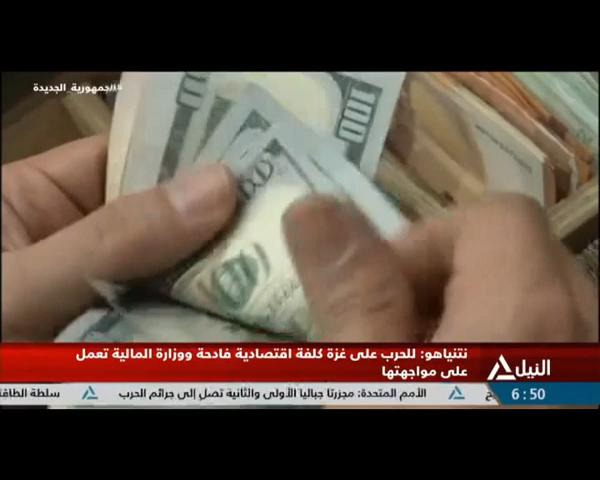 #الجمهورية_الجديدة
100
نتنياهو: للحرب على غزة كلفة اقتصادية فادحة ووزارة المالية تعمل
على مواجهتها
النيل
6:50
الأمم المتحدة: مجزرتا جباليا الأولى والثانية تصل إلى جرائم الحرب
سلطة الطاقة